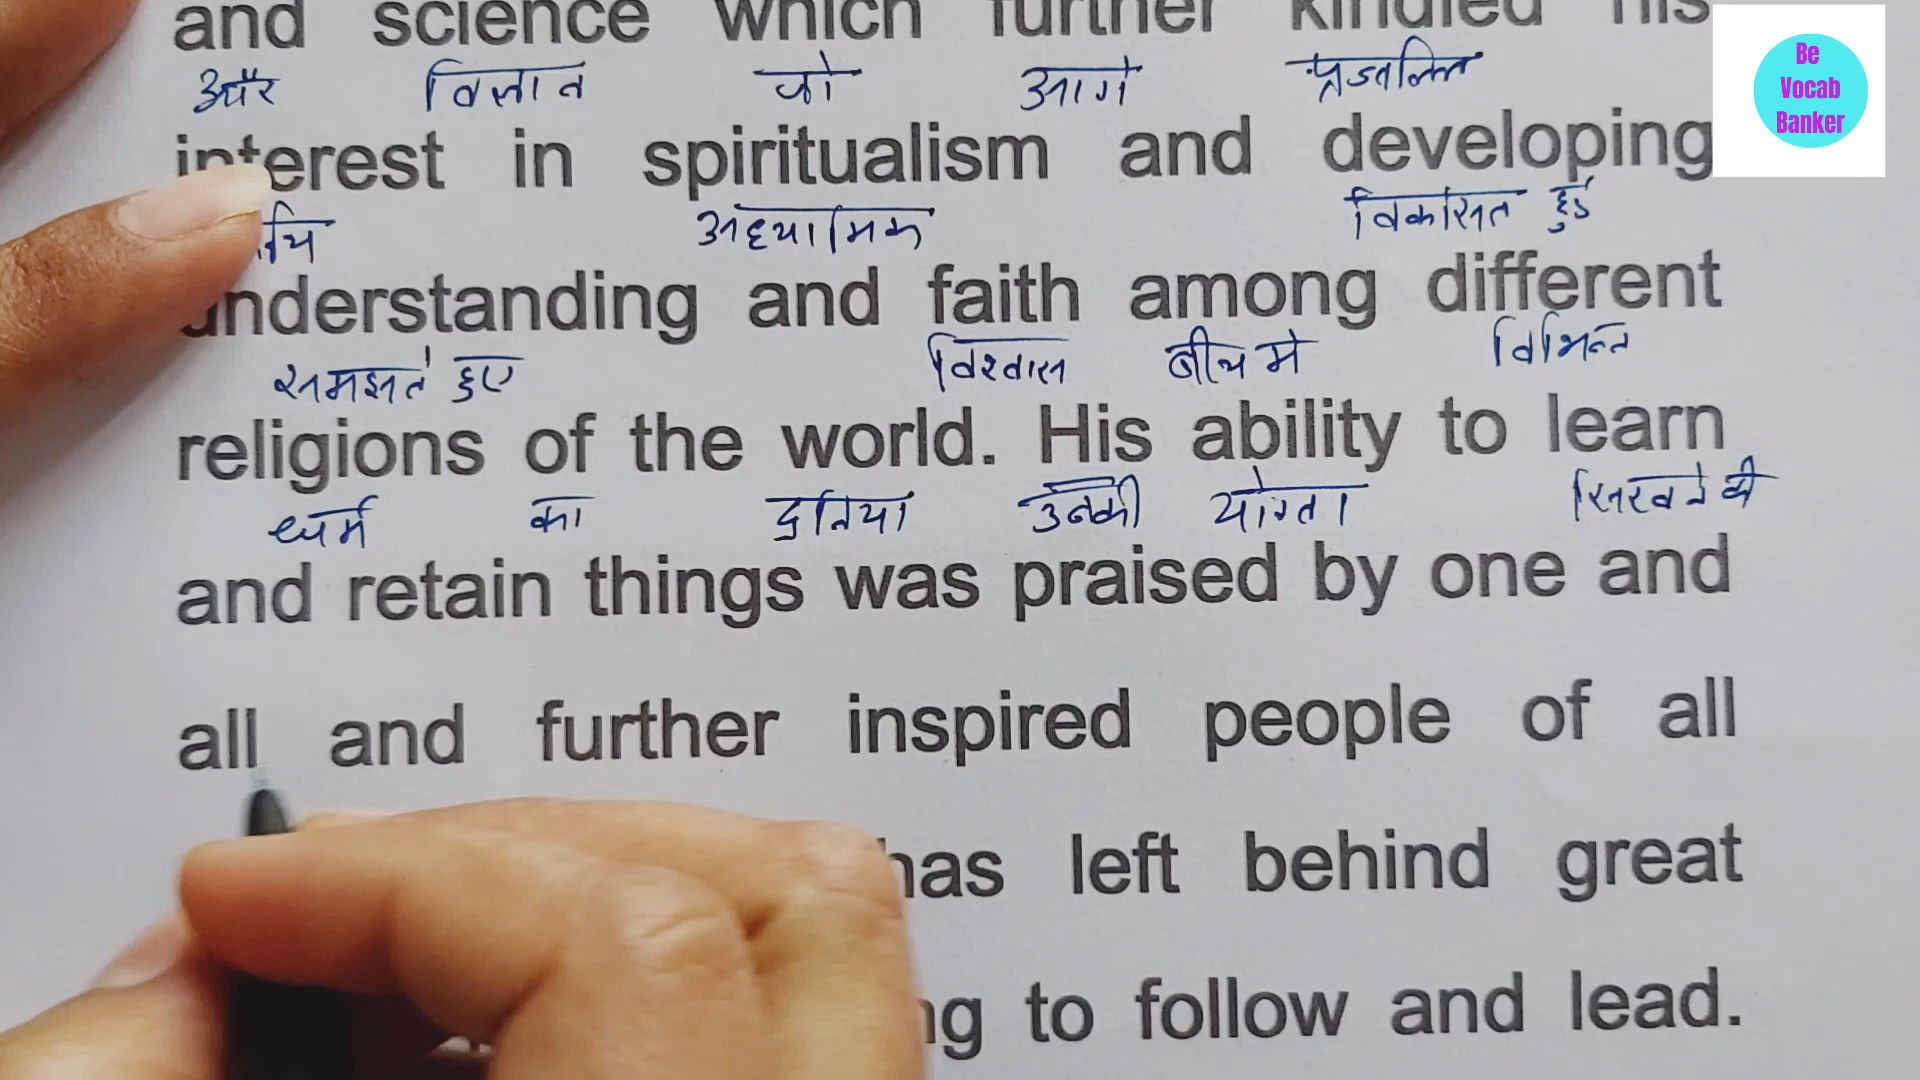 and science which further kindled his
और विज्ञान जो आगे प्रज्वलित
interest in spiritualism and developing
अध्यामिक विकसित हुई
understanding and faith among different
समझते हुए विश्वास बीच मे विभिन्न
religions of the world. His ability to learn
धर्म का दुनिया उनकी योग्ता सिखने की
and retain things was praised by one and
all and further inspired people of all
has left behind great
to follow and lead.
Be
Vocab
Banker